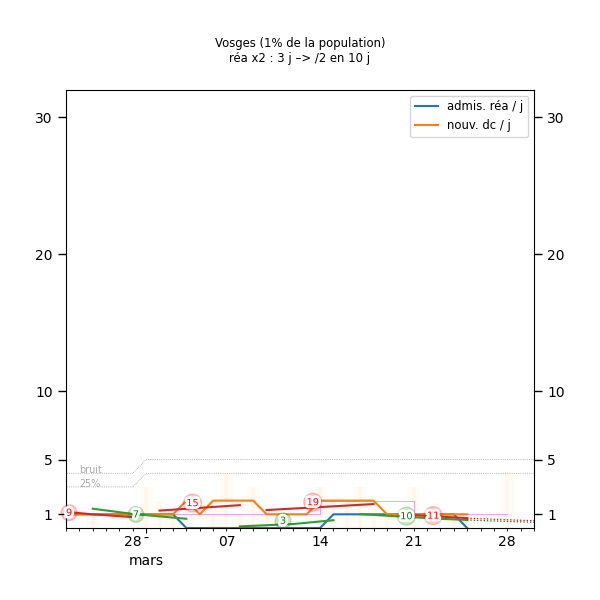 Vosges (1% de la population)
réa x2 : 3 j –> /2 en 10 j
admis. réa / j
nouv. dc / j
30 30
20 20
10 10
5 5
bruit
25%
1 1
9 7 15 3 19 10 11
28 07 14 21 28
mars